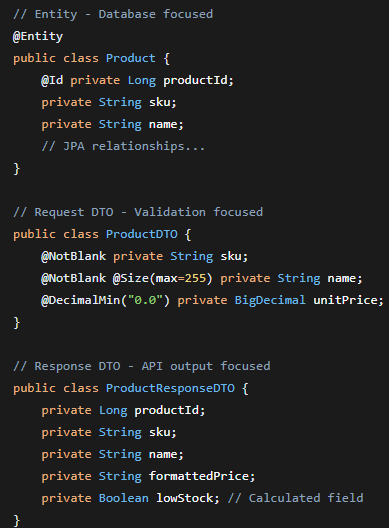 // Entity - Database focused
@Entity
public class Product {
    @Id private Long productId;
    private String sku;
    private String name;
    // JPA relationships...
}

// Request DTO - Validation focused
public class ProductDTO {
    @NotBlank private String sku;
    @NotBlank @Size(max=255) private String name;
    @DecimalMin("0.0") private BigDecimal unitPrice;
}

// Response DTO - API output focused
public class ProductResponseDTO {
    private Long productId;
    private String sku;
    private String name;
    private String formattedPrice;
    private Boolean lowStock; // Calculated field
}